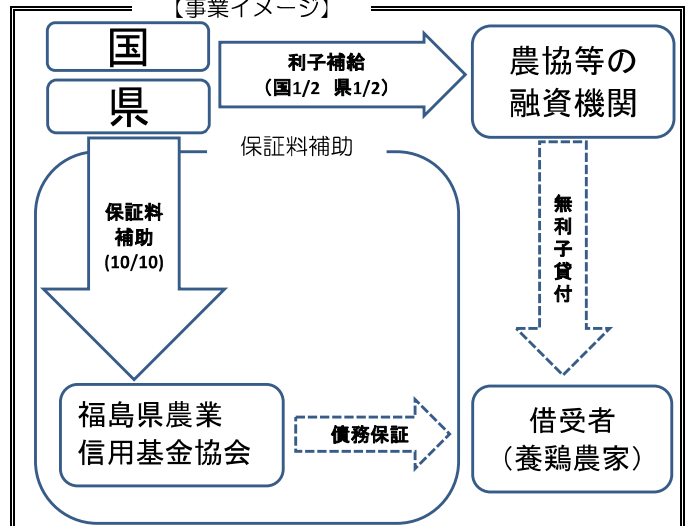 【事業イメージ】
国
県
利子補給
（国1/2 県1/2）
農協等の
融資機関
保証料補助
保証料
補助
(10/10)
無利子貸付
福島県農業
信用基金協会
債務保証
借受者
（養鶏農家）